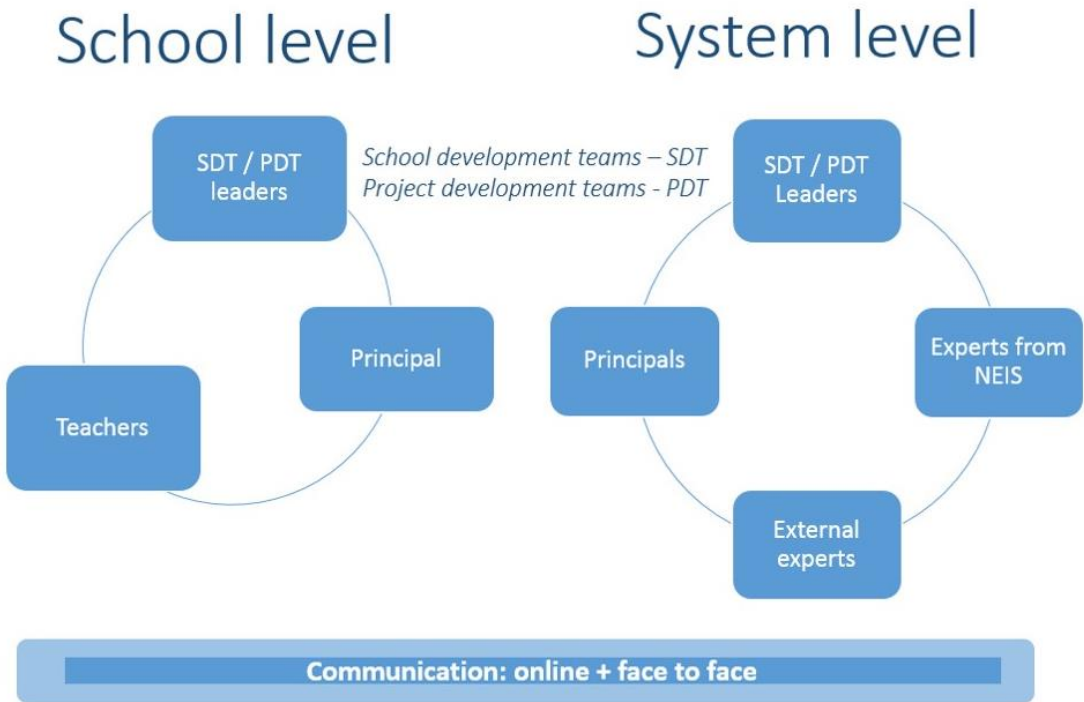 School level
System level
SDT / PDT
leaders
School development teams – SDT
Project development teams - PDT
Principal
Teachers
SDT / PDT
Leaders
Principals
Experts from
NEIS
External
experts
Communication: online + face to face